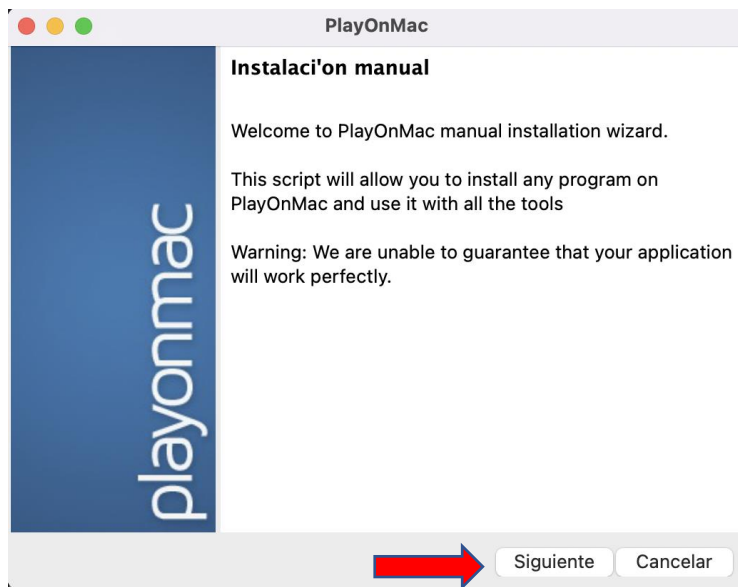 PlayOnMac
Instalaci'on manual
Welcome to PlayOnMac manual installation wizard.
This script will allow you to install any program on
PlayOnMac and use it with all the tools
Warning: We are unable to guarantee that your application
will work perfectly.
playonmac
Siguiente
Cancelar